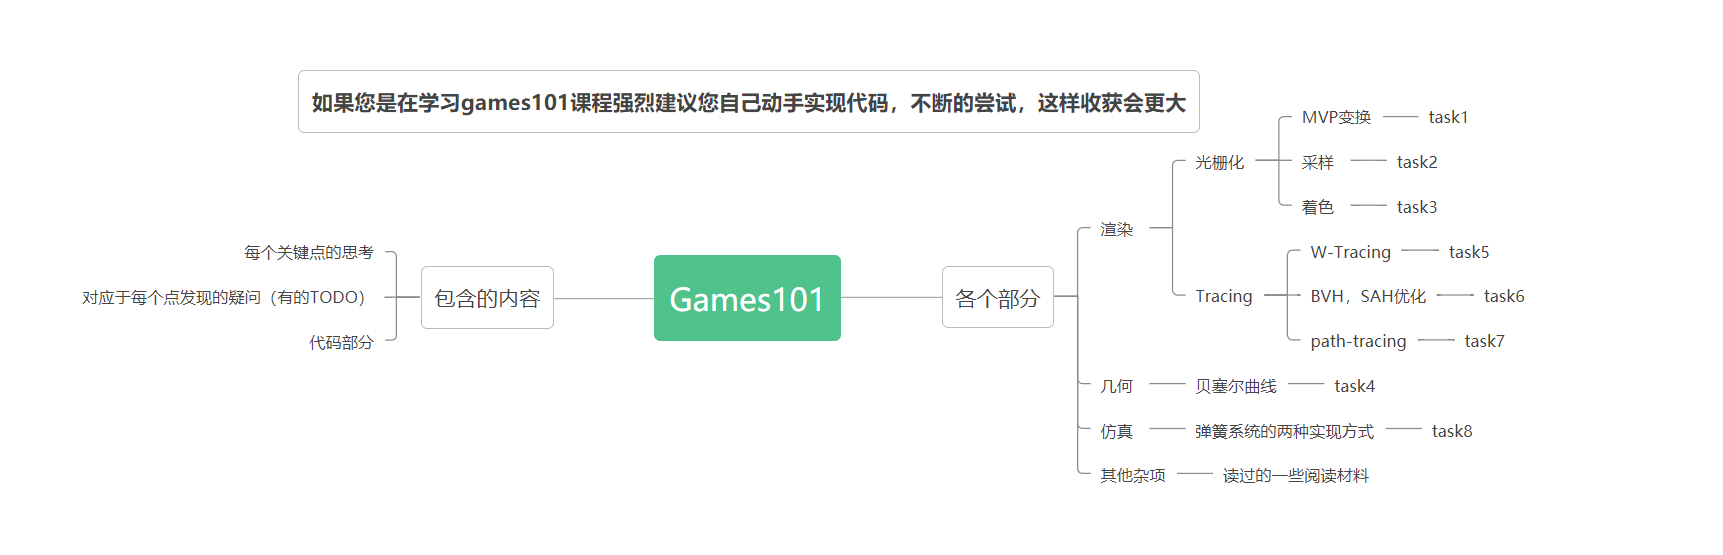 如果您是在学习games101课程强烈建议您自己动手实现代码，不断的尝试，这样收获会更大
每个关键点的思考
对应于每个点发现的疑问（有的TODO）
代码部分
包含的内容
Games101
各个部分
渲染
光栅化
MVP变换
task1
采样
task2
着色
task3
Tracing
W-Tracing
task5
BVH，SAH优化
task6
path-tracing
task7
几何
贝塞尔曲线
task4
仿真
弹簧系统的两种实现方式
task8
其他杂项
读过的一些阅读材料